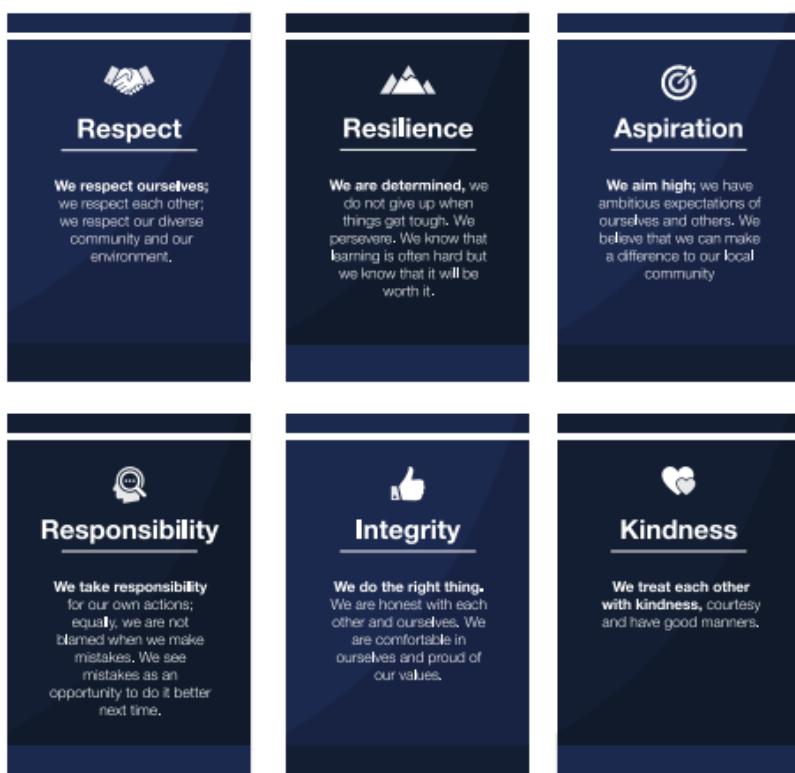 Respect
We respect ourselves;
we respect each other;
we respect our diverse
community and our
environment.
Resilience
We are determined, we
do not give up when
things get tough. We
persevere. We know that
learning is often hard but
we know that it will be
worth it.
Aspiration
We aim high; we have
ambitious expectations of
ourselves and others. We
believe that we can make
a difference to our local
community
Responsibility
We take responsibility
for our own actions;
equally, we are not
blamed when we make
mistakes. We see
mistakes as an
opportunity to do it better
next time.
Integrity
We do the right thing.
We are honest with each
other and ourselves. We
are comfortable in
ourselves and proud of
our values.
Kindness
We treat each other
with kindness, courtesy
and have good manners.